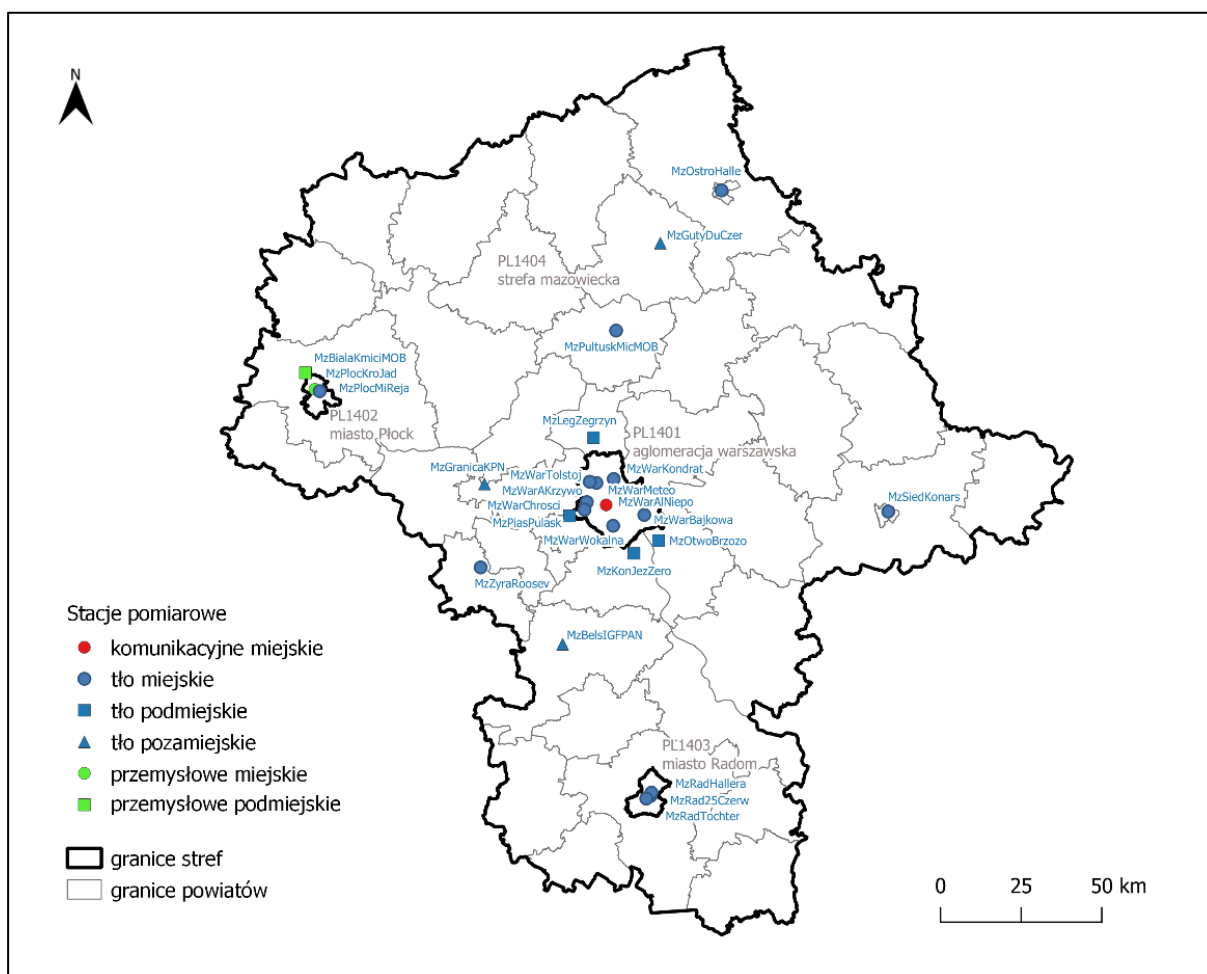 N
MzOstroHalle
MzGutyDuCzer
PL1404
strefa mazowiecka
MzPultuskMicMOB
MzBialaKmiciMOB
MzPlocKroJad
MzPlocMiReja
PL1402
miasto Płock
MzLegZegrzyn
PL1401
aglomeracja warszawska
MzGranicaKPN
MzWarTolstoj
MzWarKondrat
MzWarAKrzywo
MzWarMeteo
MzWarChrosci
MzWarAlNiepo
MzPiasPulask
MzWarBajkowa
MzWarWokalna
MzOtwoBrzozo
MzKonJezZero
MzSiedKonars
MzZyraRoosev
MzBelsIGFPAN
PL1403
miasto Radom
MzRadHallera
MzRad25Czerw
MzRadTochter
Stacje pomiarowe
komunikacyjne miejskie
tło miejskie
tło podmiejskie
tło pozamiejskie
przemysłowe miejskie
przemysłowe podmiejskie
granice stref
granice powiatów
0 25 50 km